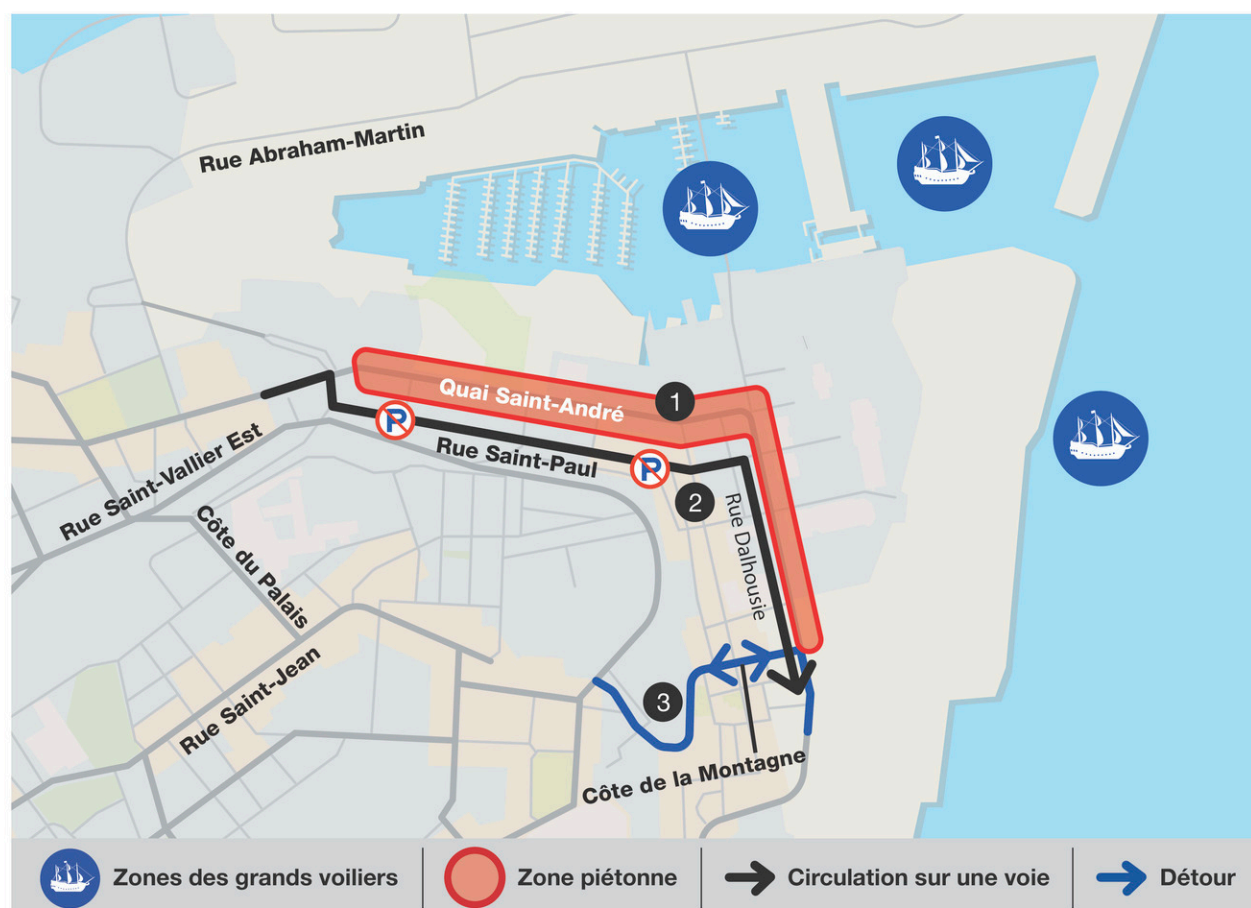 Rue Abraham-Martin
Quai Saint-André
1
P
Rue Saint-Paul
P
2
Rue Saint-Vallier Est
Côte du Palais
Rue Dalhousie
Rue Saint-Jean
3
Côte de la Montagne
Zones des grands voiliers
Zone piétonne
Circulation sur une voie
Détour